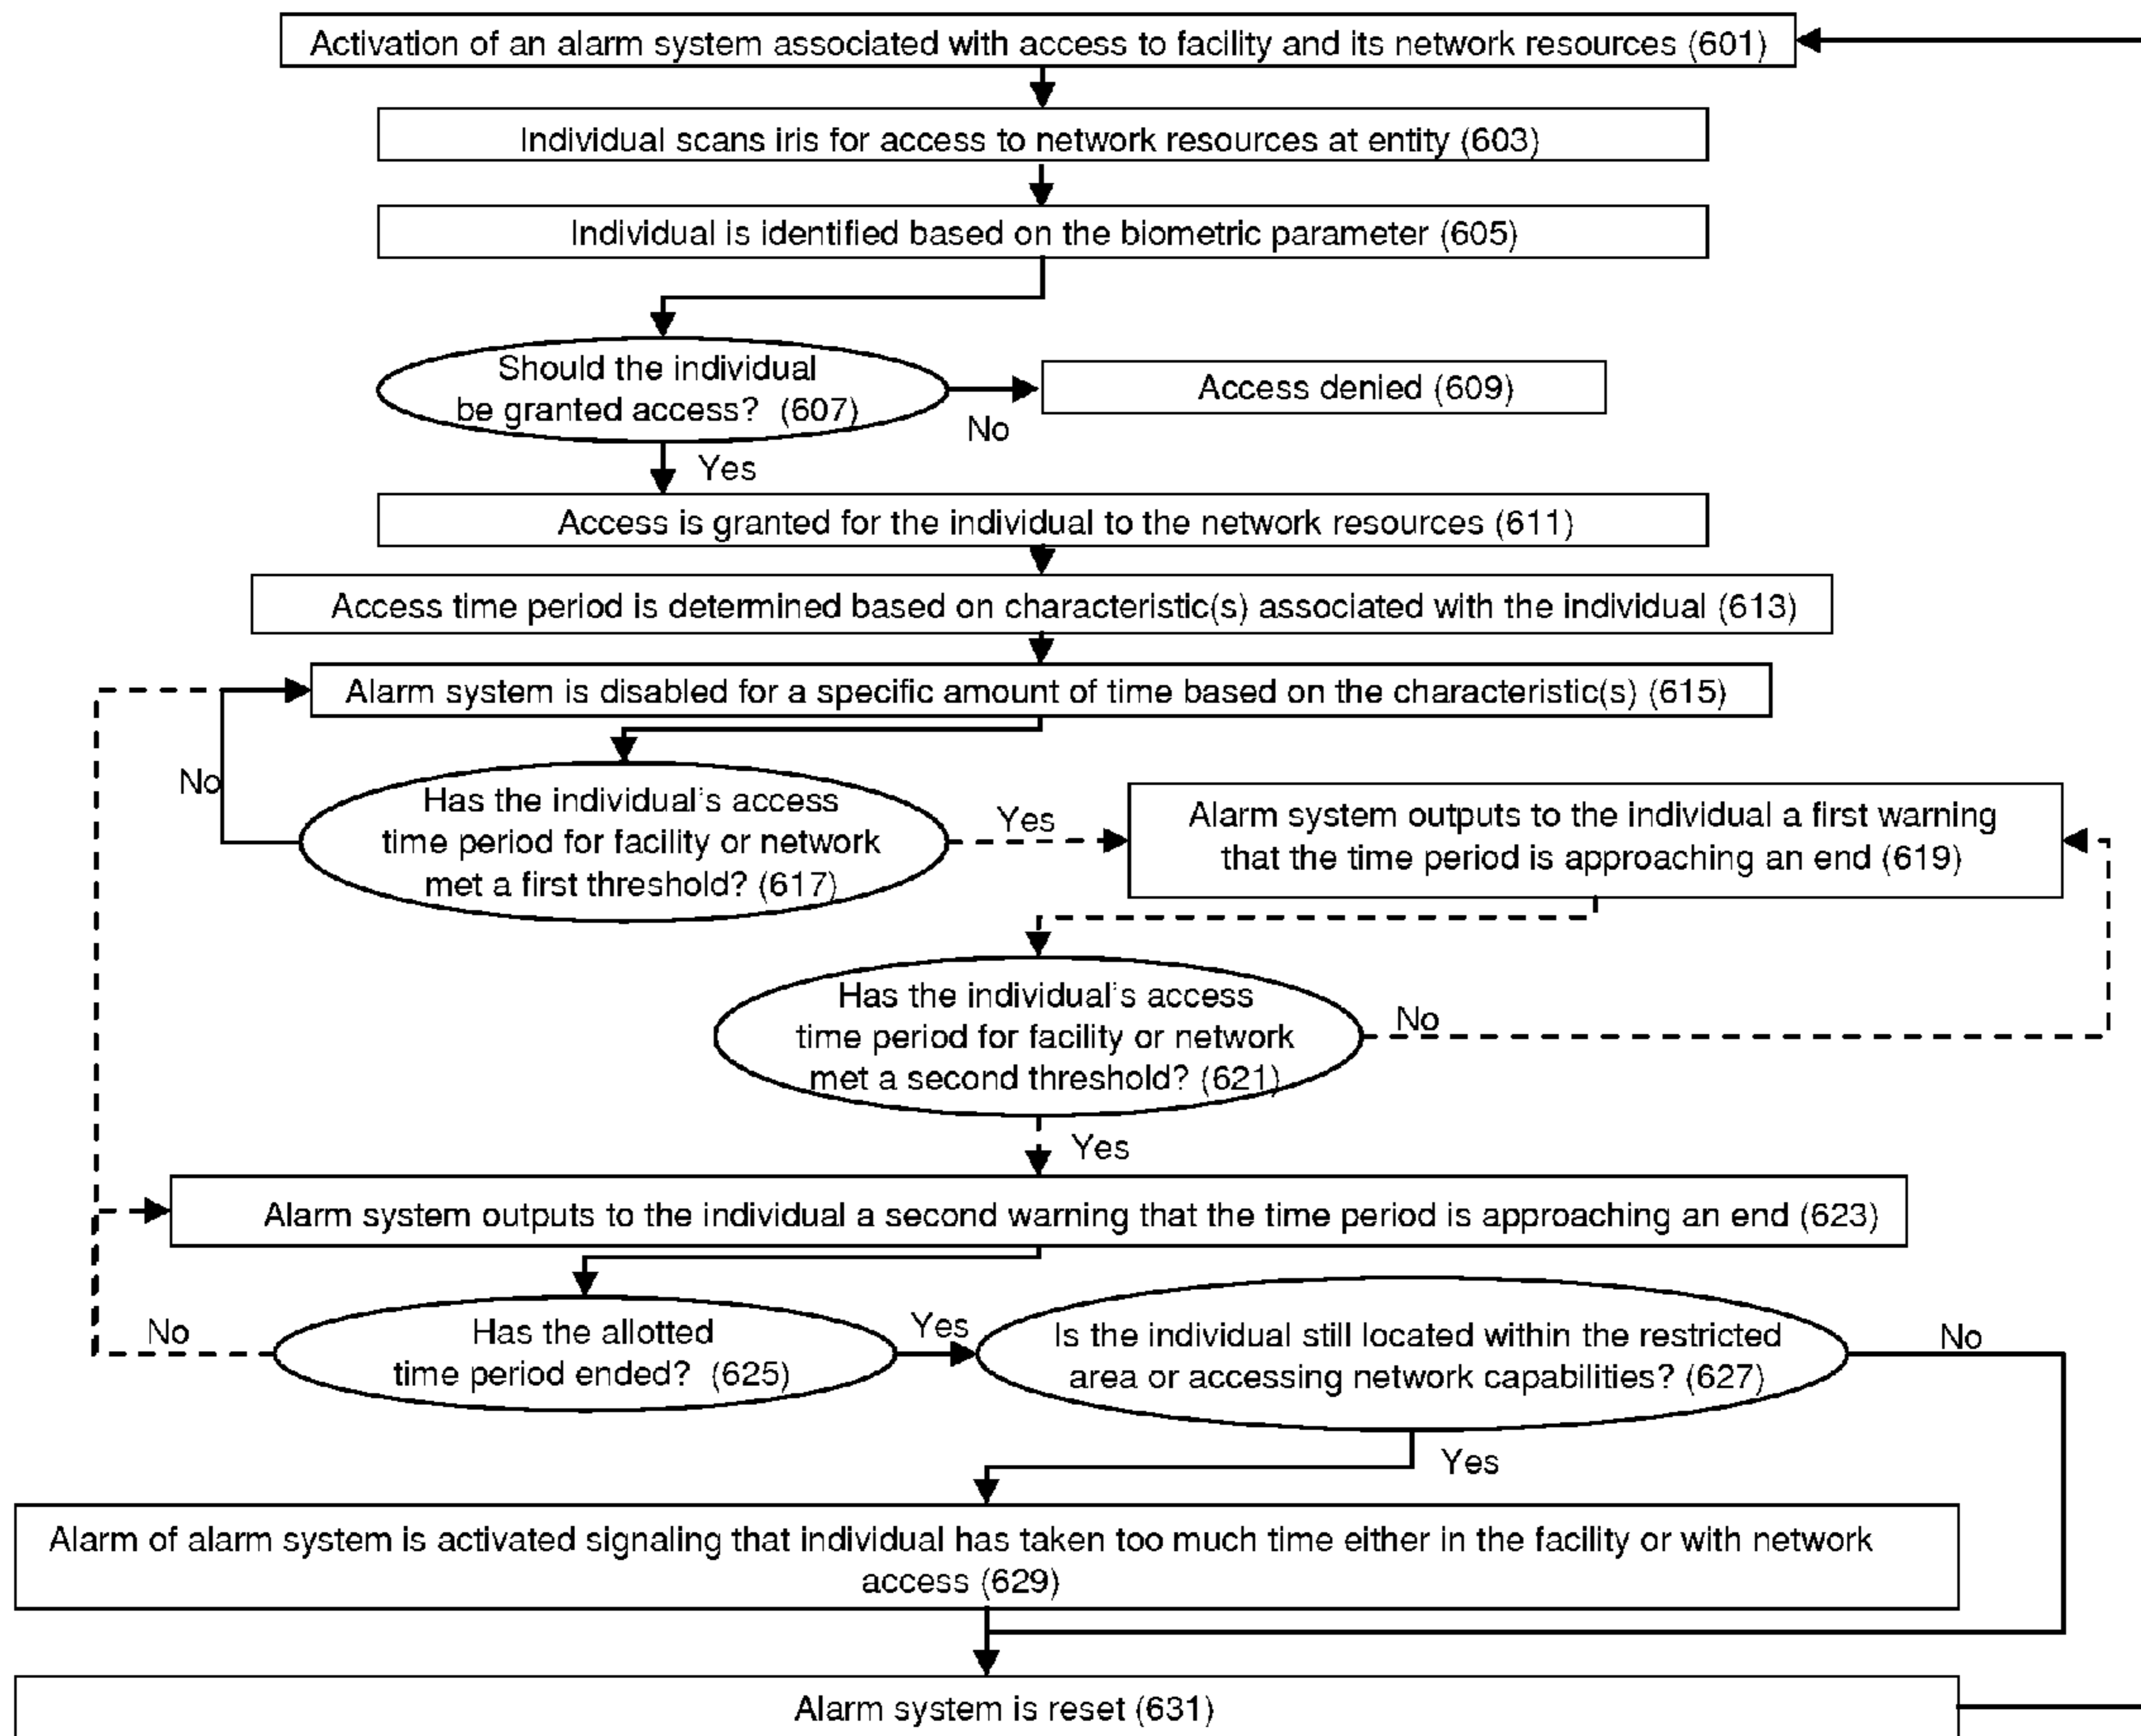 Activation of an alarm system associated with access to facility and its network resources (601)
Individual scans iris for access to network resources at entity (603)
Individual is identified based on the biometric parameter (605)
Should the individual
be granted access? (607)
No
Access denied (609)
Yes
Access is granted for the individual to the network resources (611)
Access time period is determined based on characteristic(s) associated with the individual (613)
Alarm system is disabled for a specific amount of time based on the characteristic(s) (615)
No
Has the individual's access
time period for facility or network
met a first threshold? (617)
Yes
Alarm system outputs to the individual a first warning
that the time period is approaching an end (619)
Has the individual's access
time period for facility or network
met a second threshold? (621)
No
Yes
Alarm system outputs to the individual a second warning that the time period is approaching an end (623)
No
Has the allotted
time period ended? (625)
Yes
Is the individual still located within the restricted
area or accessing network capabilities? (627)
No
Yes
Alarm of alarm system is activated signaling that individual has taken too much time either in the facility or with network
access (629)
Alarm system is reset (631)